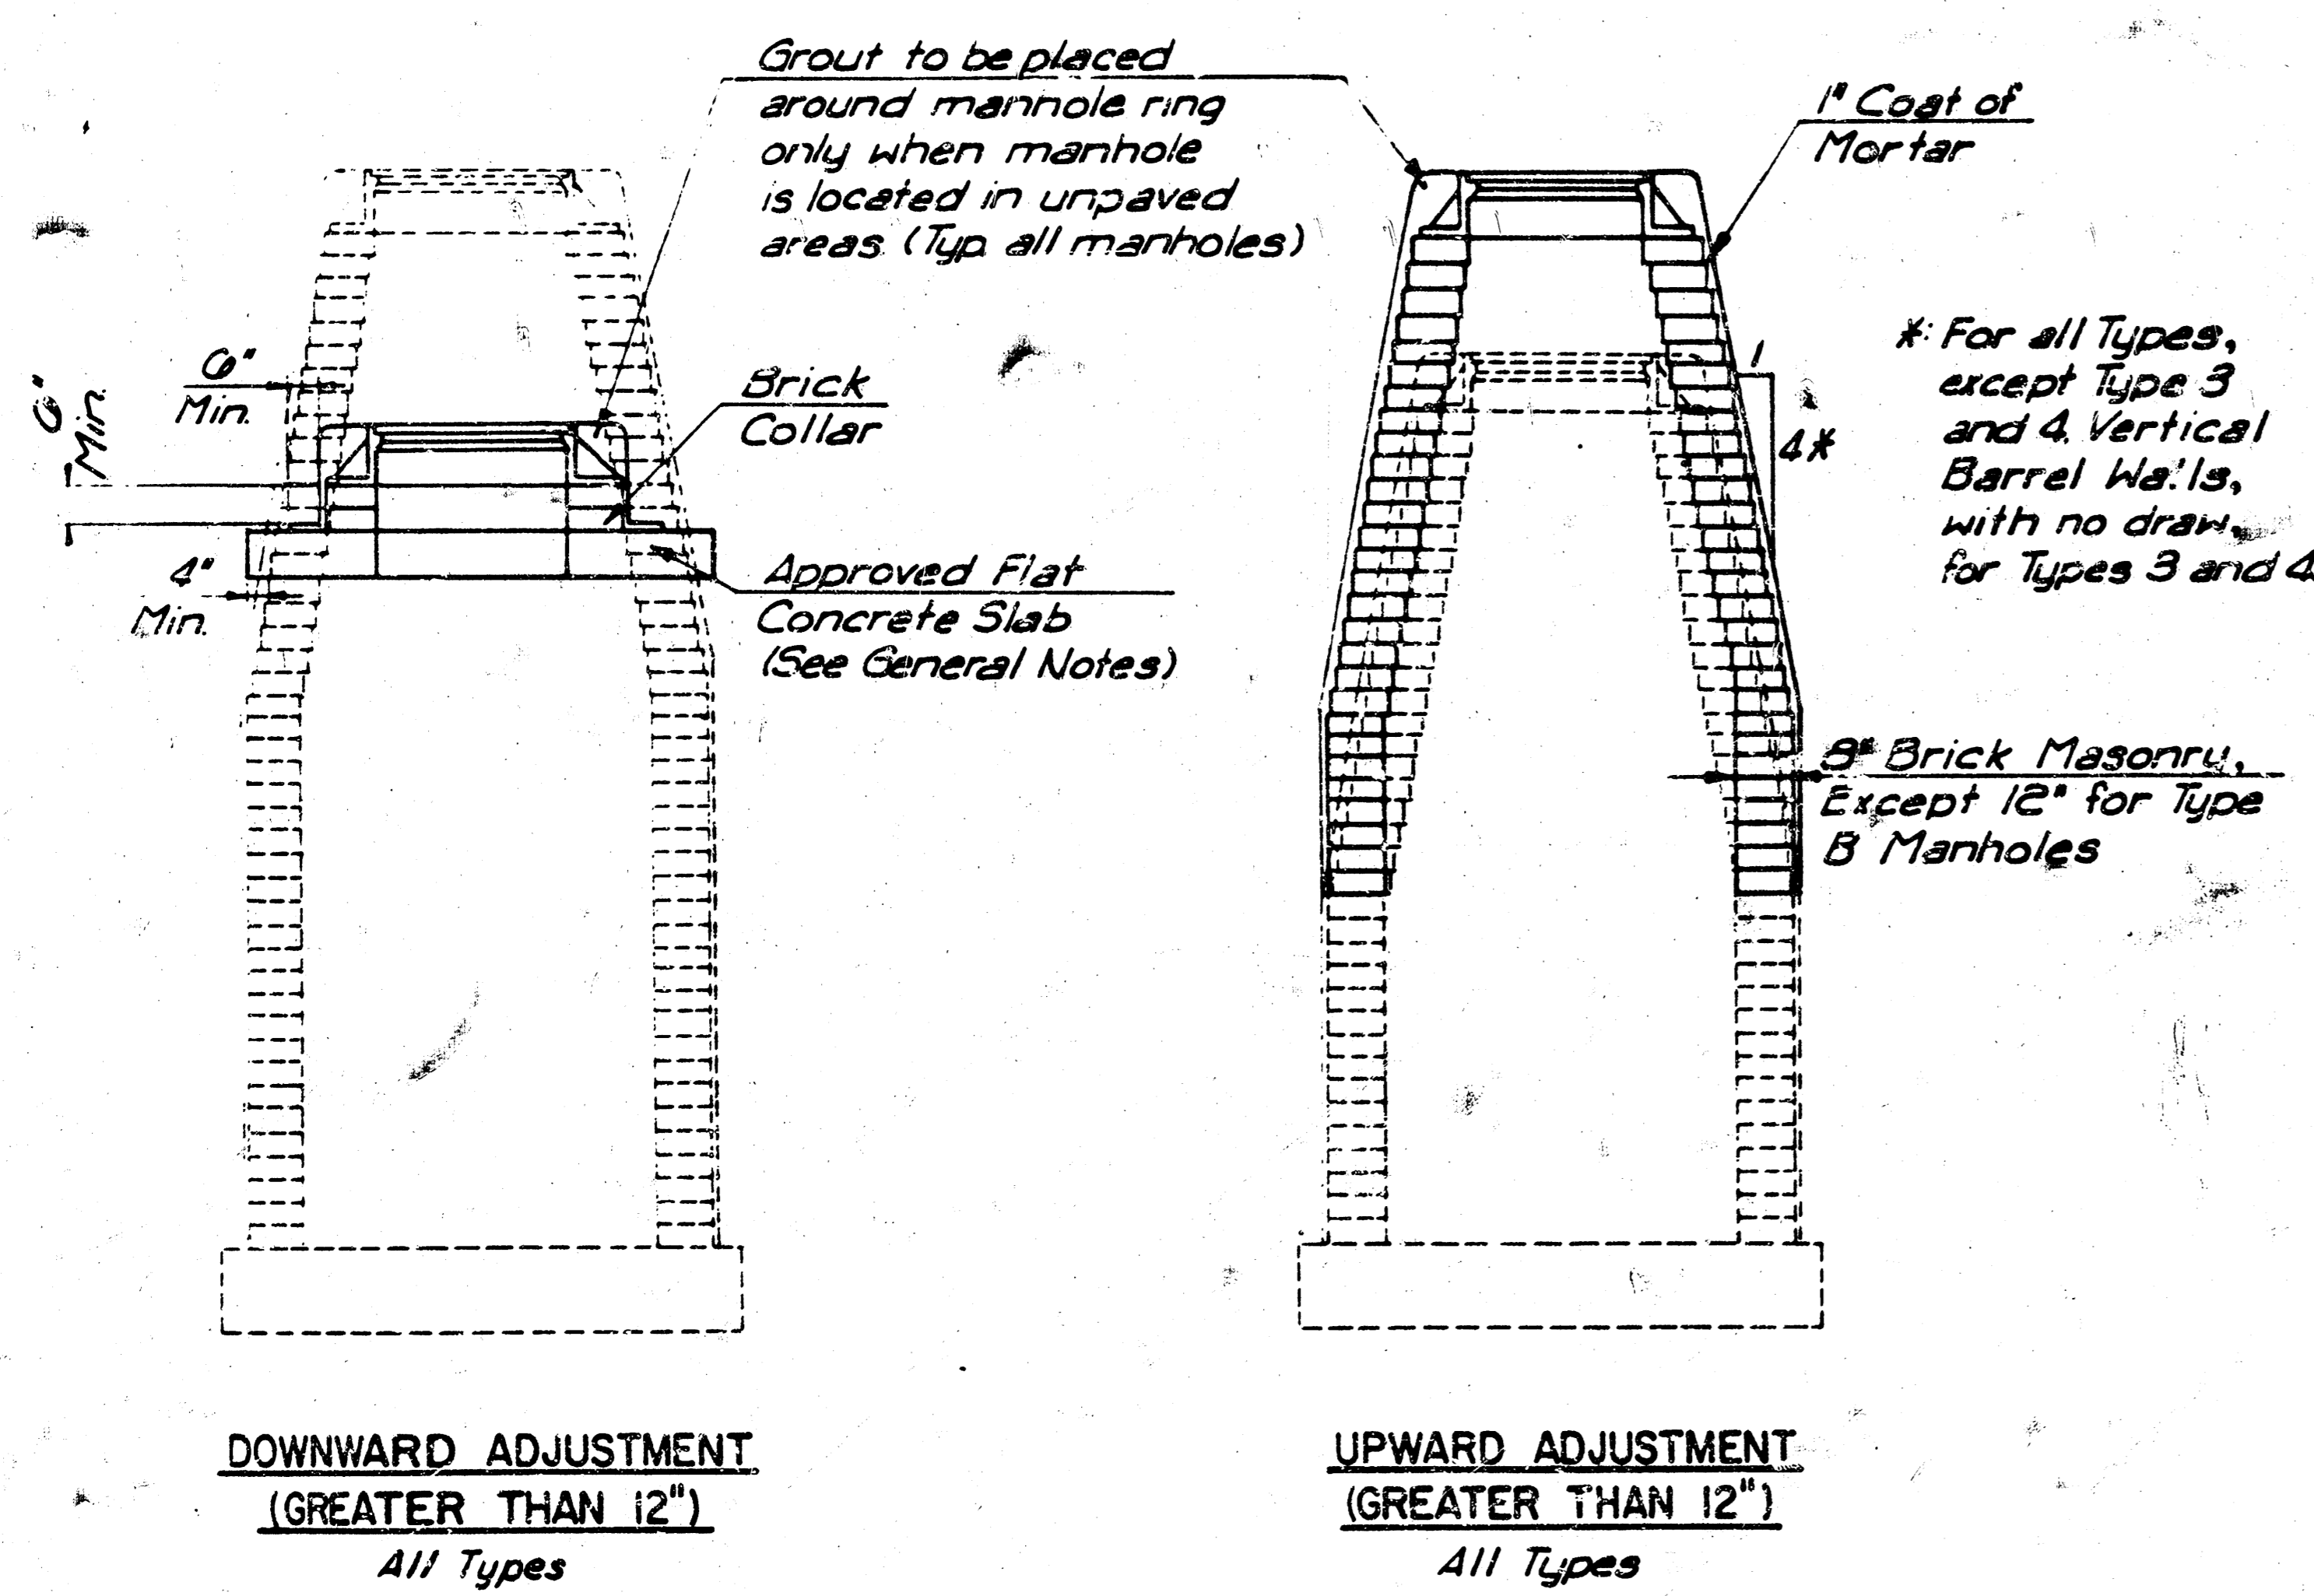 Grout to be placed
around manhole ring
only when manhole
is located in unpaved
areas. (Typ. all manholes)
1" Coat of
Mortar
6"
Min.
6"
Min.
Brick
Collar
4"
Min.
Approved Flat
Concrete Slab
(See General Notes)
1
4*
*: For all Types,
except Type 3
and 4. Vertical
Barrel Walls,
with no draw,
for Types 3 and 4.
8" Brick Masonry,
Except 12" for Type
B Manholes
DOWNWARD ADJUSTMENT
(GREATER THAN 12")
All Types
UPWARD ADJUSTMENT
(GREATER THAN 12")
All Types